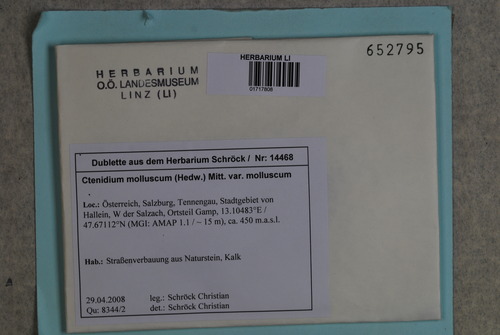 652795
HERBARIUM
O.Ö. LANDESMUSEUM
LINZ (LI)
HERBARIUM LI
01717808
Dublette aus dem Herbarium Schröck / Nr: 14468
Ctenidium molluscum (Hedw.) Mitt. var. molluscum
Loc.: Österreich, Salzburg, Tennengau, Stadtgebiet von
Hallein, W der Salzach, Ortsteil Gamp, 13.10483°E /
47.67112°N (MGI: AMAP 1.1 / ~ 15 m), ca. 450 m.a.s.l.
Hab.: Straßenverbauung aus Naturstein, Kalk
29.04.2008 leg.: Schröck Christian
Qu: 8344/2 det.: Schröck Christian